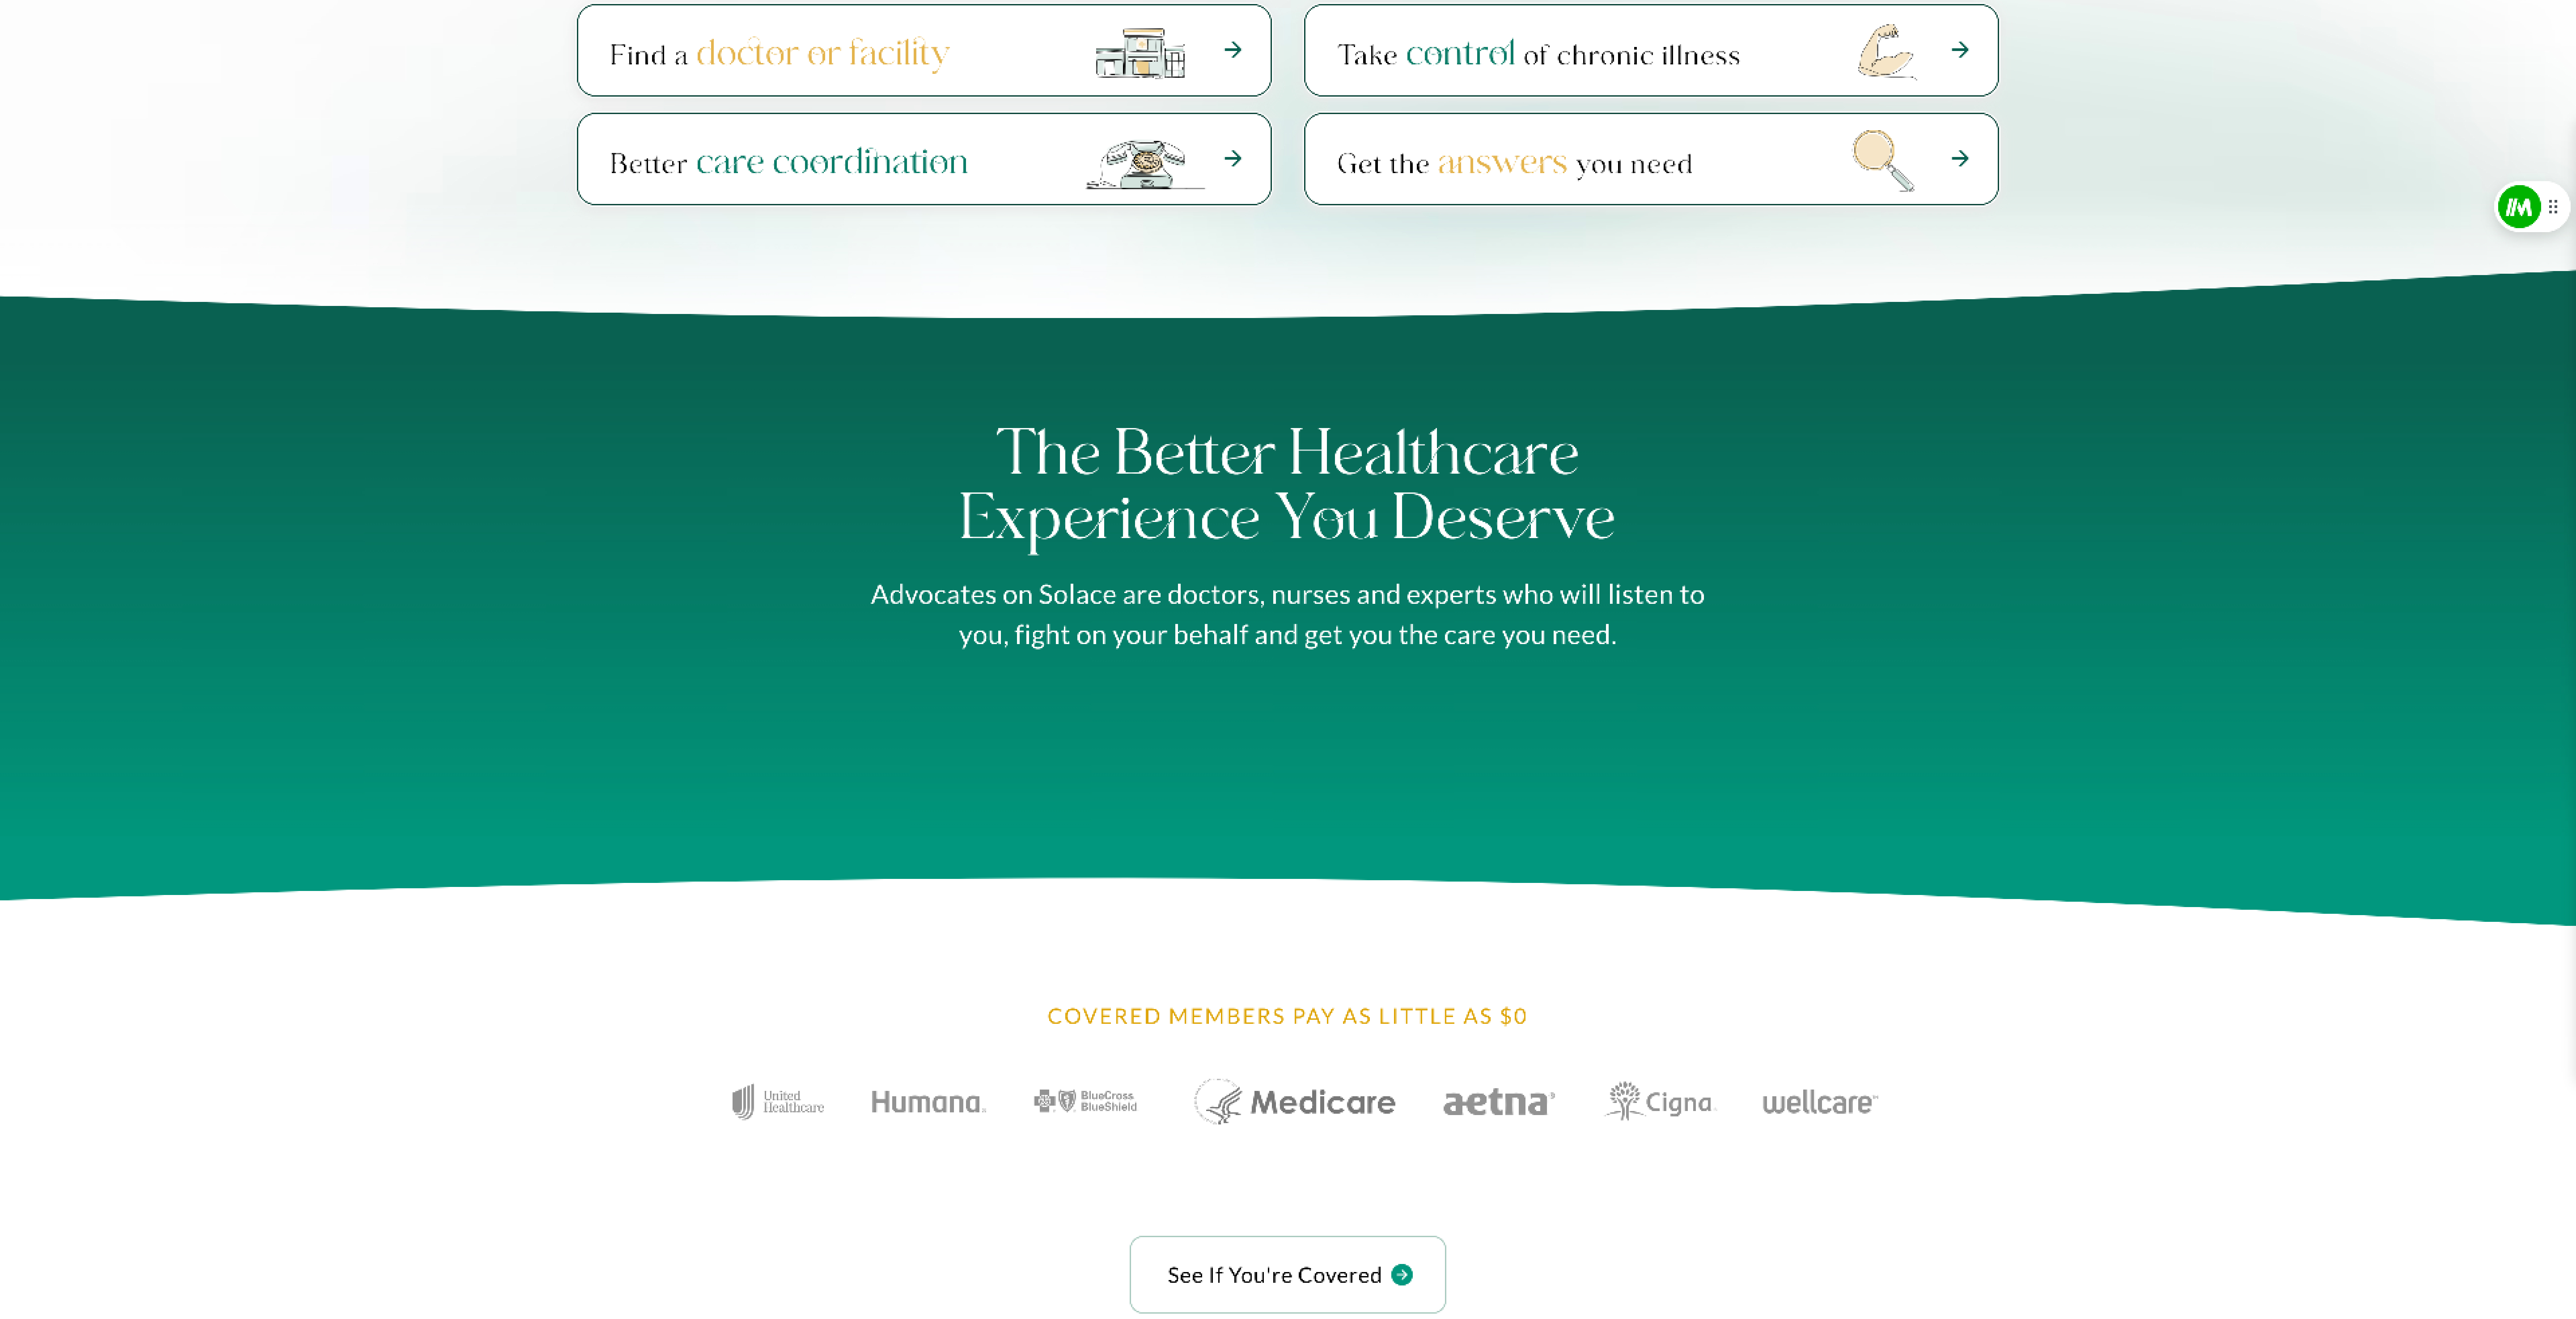 Find a doctor or facility
Take control of chronic illness
Better care coordination
Get the answers you need
The Better Healthcare
Experience You Deserve
Advocates on Solace are doctors, nurses and experts who will listen to
you, fight on your behalf and get you the care you need.
COVERED MEMBERS PAY AS LITTLE AS $0
United
Healthcare
Humana
BlueCross
BlueShield
Medicare
aetna®
Cigna
wellcare™
See If You're Covered